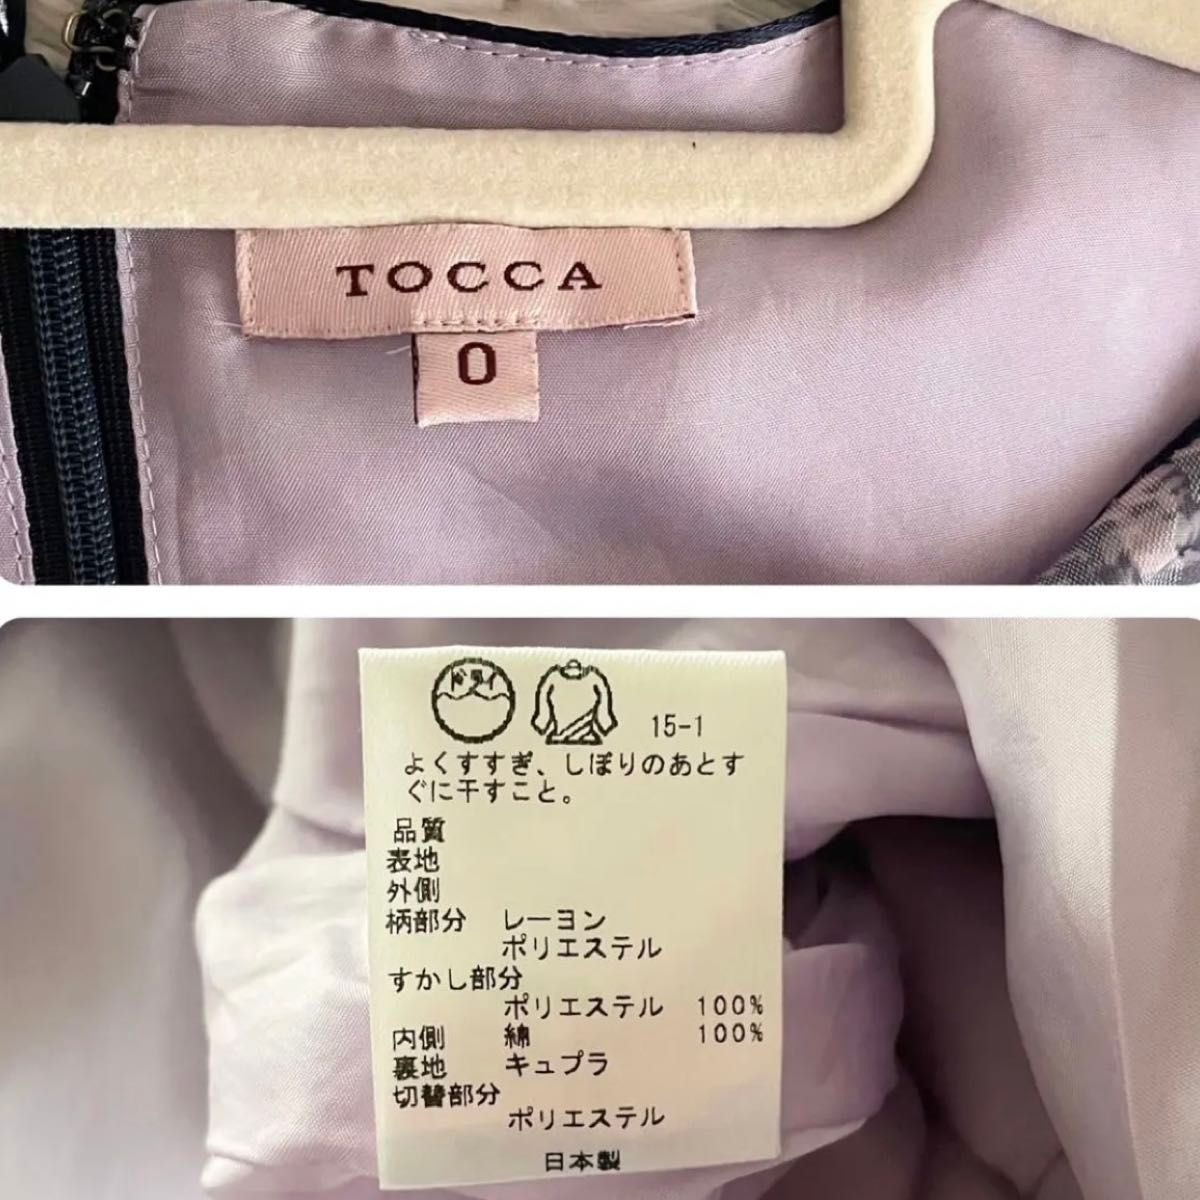 TOCCA
0
ドライ
15-1
よくすすぎ、しぼりのあとす
ぐに干すこと。
品質
表地
外側
柄部分 レーヨン
ポリエステル
すかし部分
ポリエステル 100%
内側 綿 100%
裏地 キュプラ
切替部分
ポリエステル
日本製